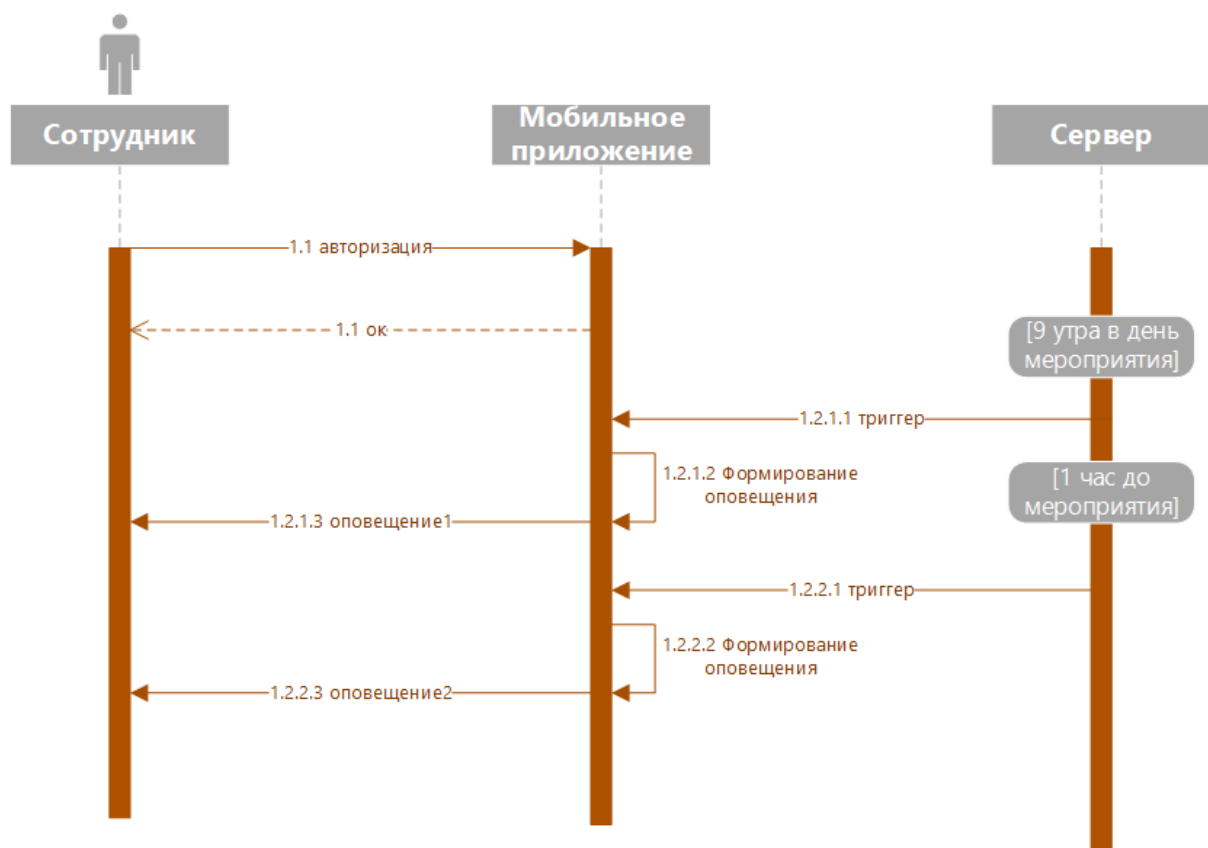 Сотрудник
Мобильное
приложение
Сервер
1.1 авторизация
1.1 ок
[9 утра в день
мероприятия]
1.2.1.1 триггер
1.2.1.2 Формирование
оповещения
[1 час до
мероприятия]
1.2.1.3 оповещение1
1.2.2.1 триггер
1.2.2.2 Формирование
оповещения
1.2.2.3 оповещение2